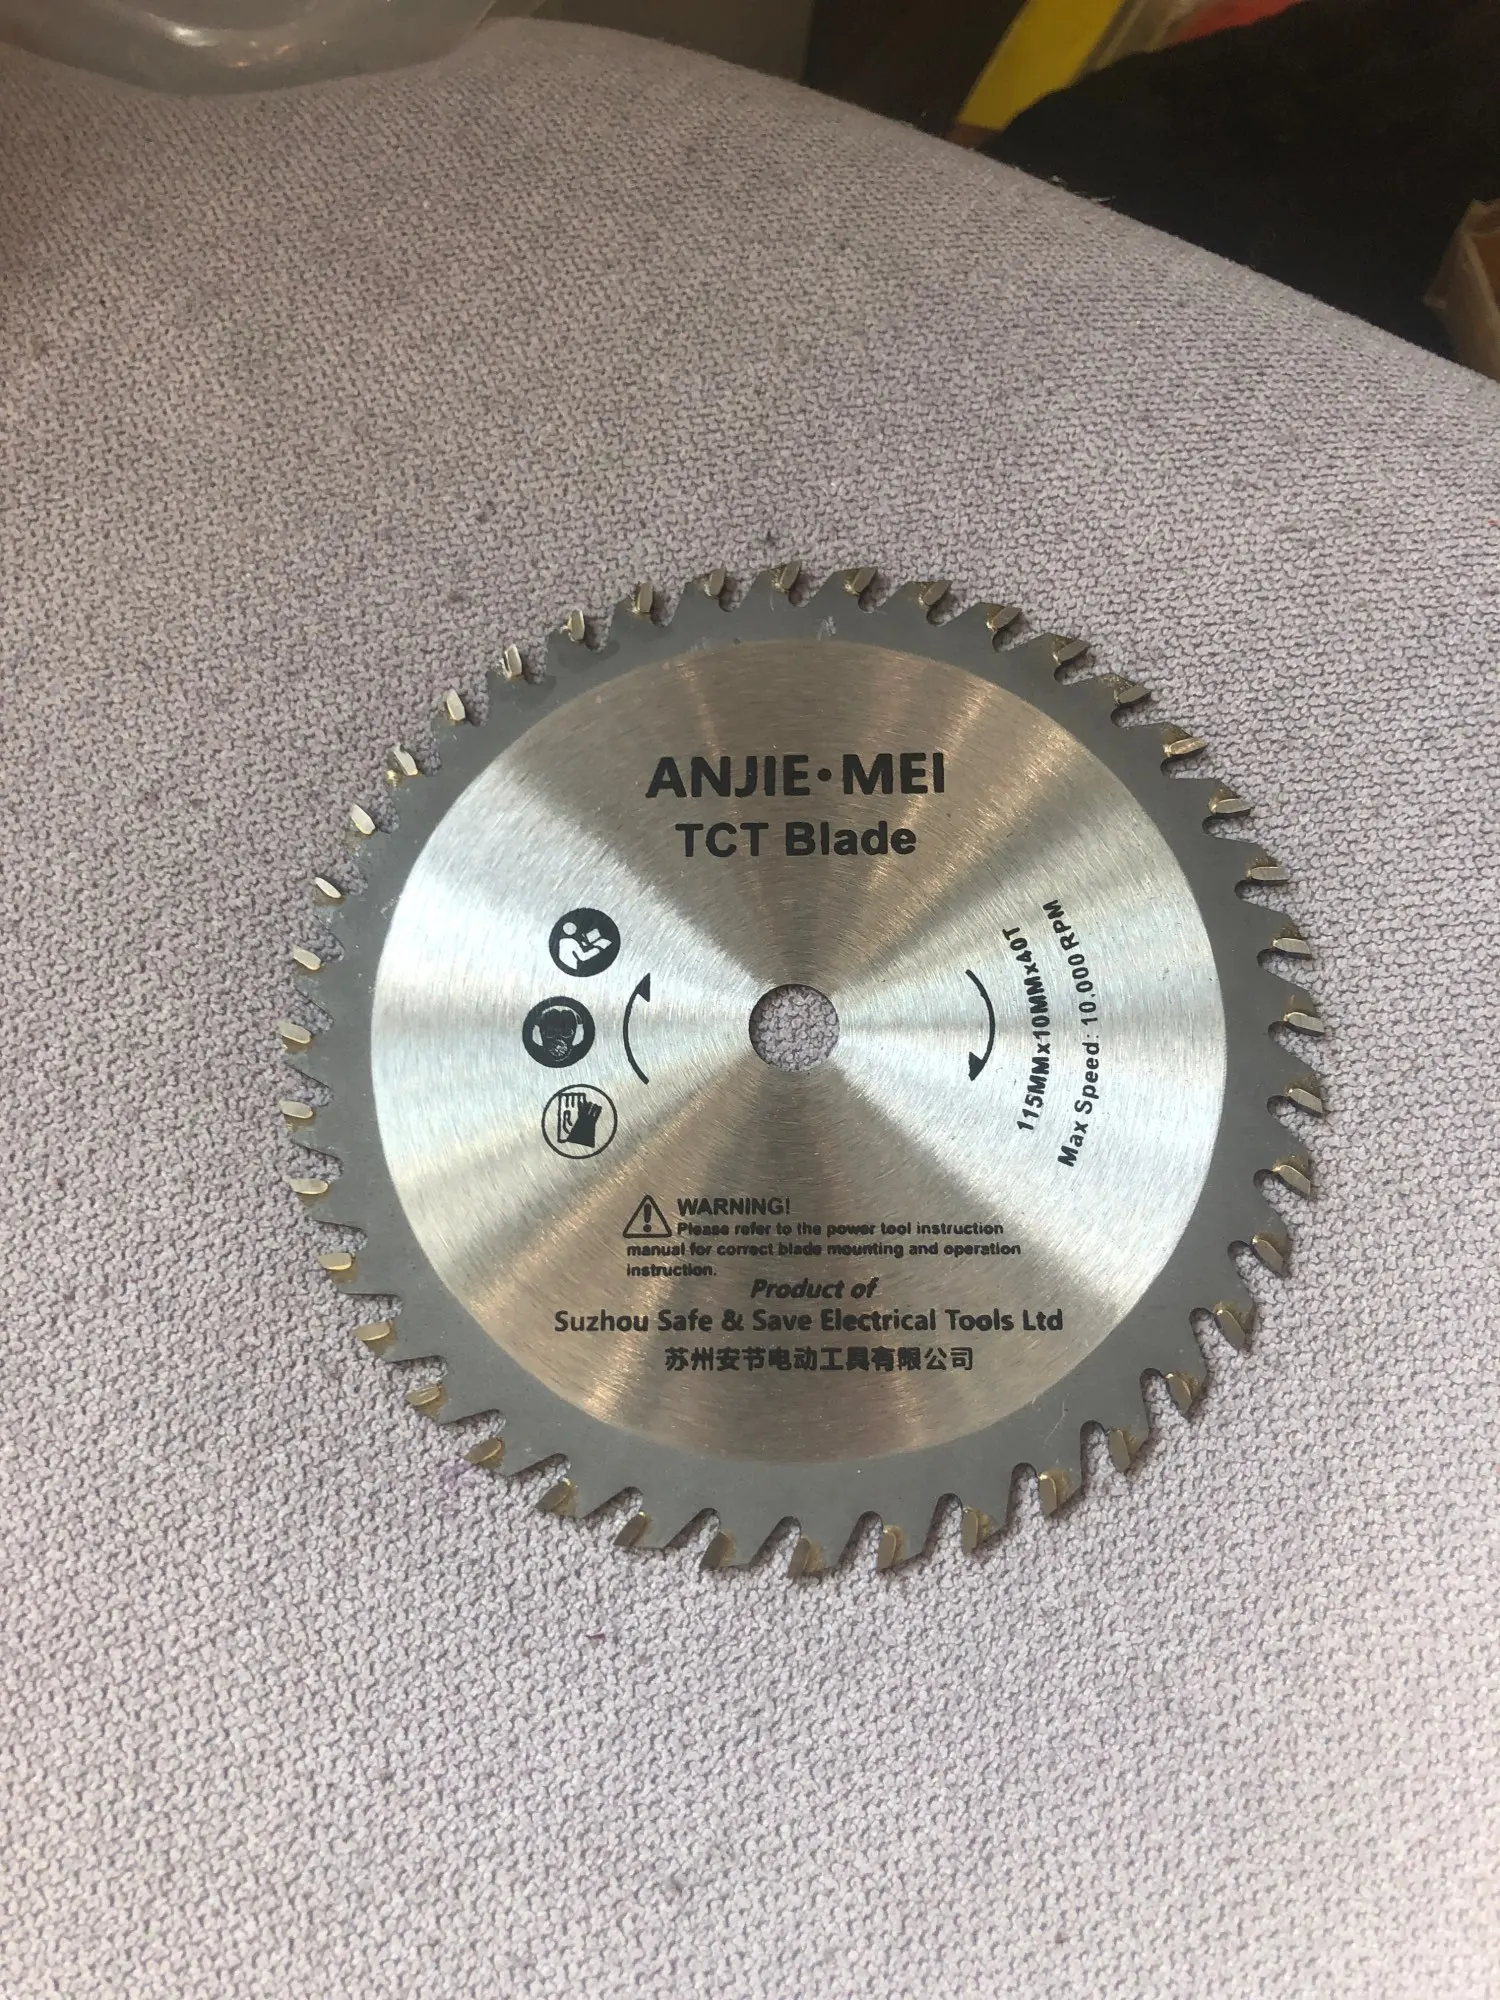 ANJIE·MEI
TCT Blade
115MMx10MMx40T
Max Speed: 10,000RPM
WARNING!
Please refer to the power tool instruction
manual for correct blade mounting and operation
instruction.
Product of
Suzhou Safe & Save Electrical Tools Ltd
苏州安节电动工具有限公司